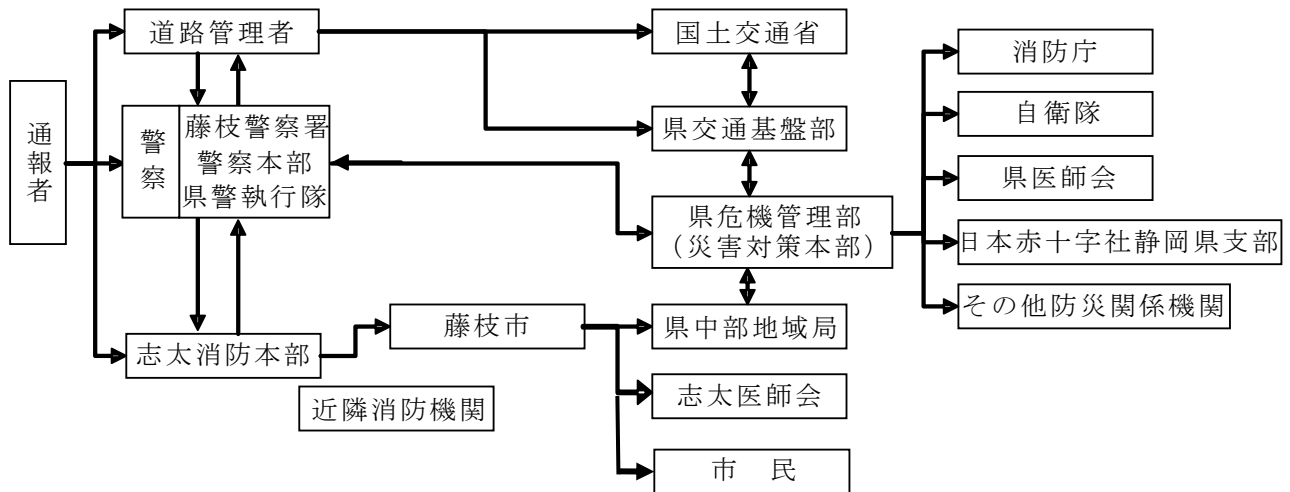 通報者
道路管理者
警察
藤枝警察署
警察本部
県警執行隊
志太消防本部
近隣消防機関
藤枝市
国土交通省
県交通基盤部
県危機管理部
（災害対策本部）
県中部地域局
志太医師会
市　民
消防庁
自衛隊
県医師会
日本赤十字社静岡県支部
その他防災関係機関